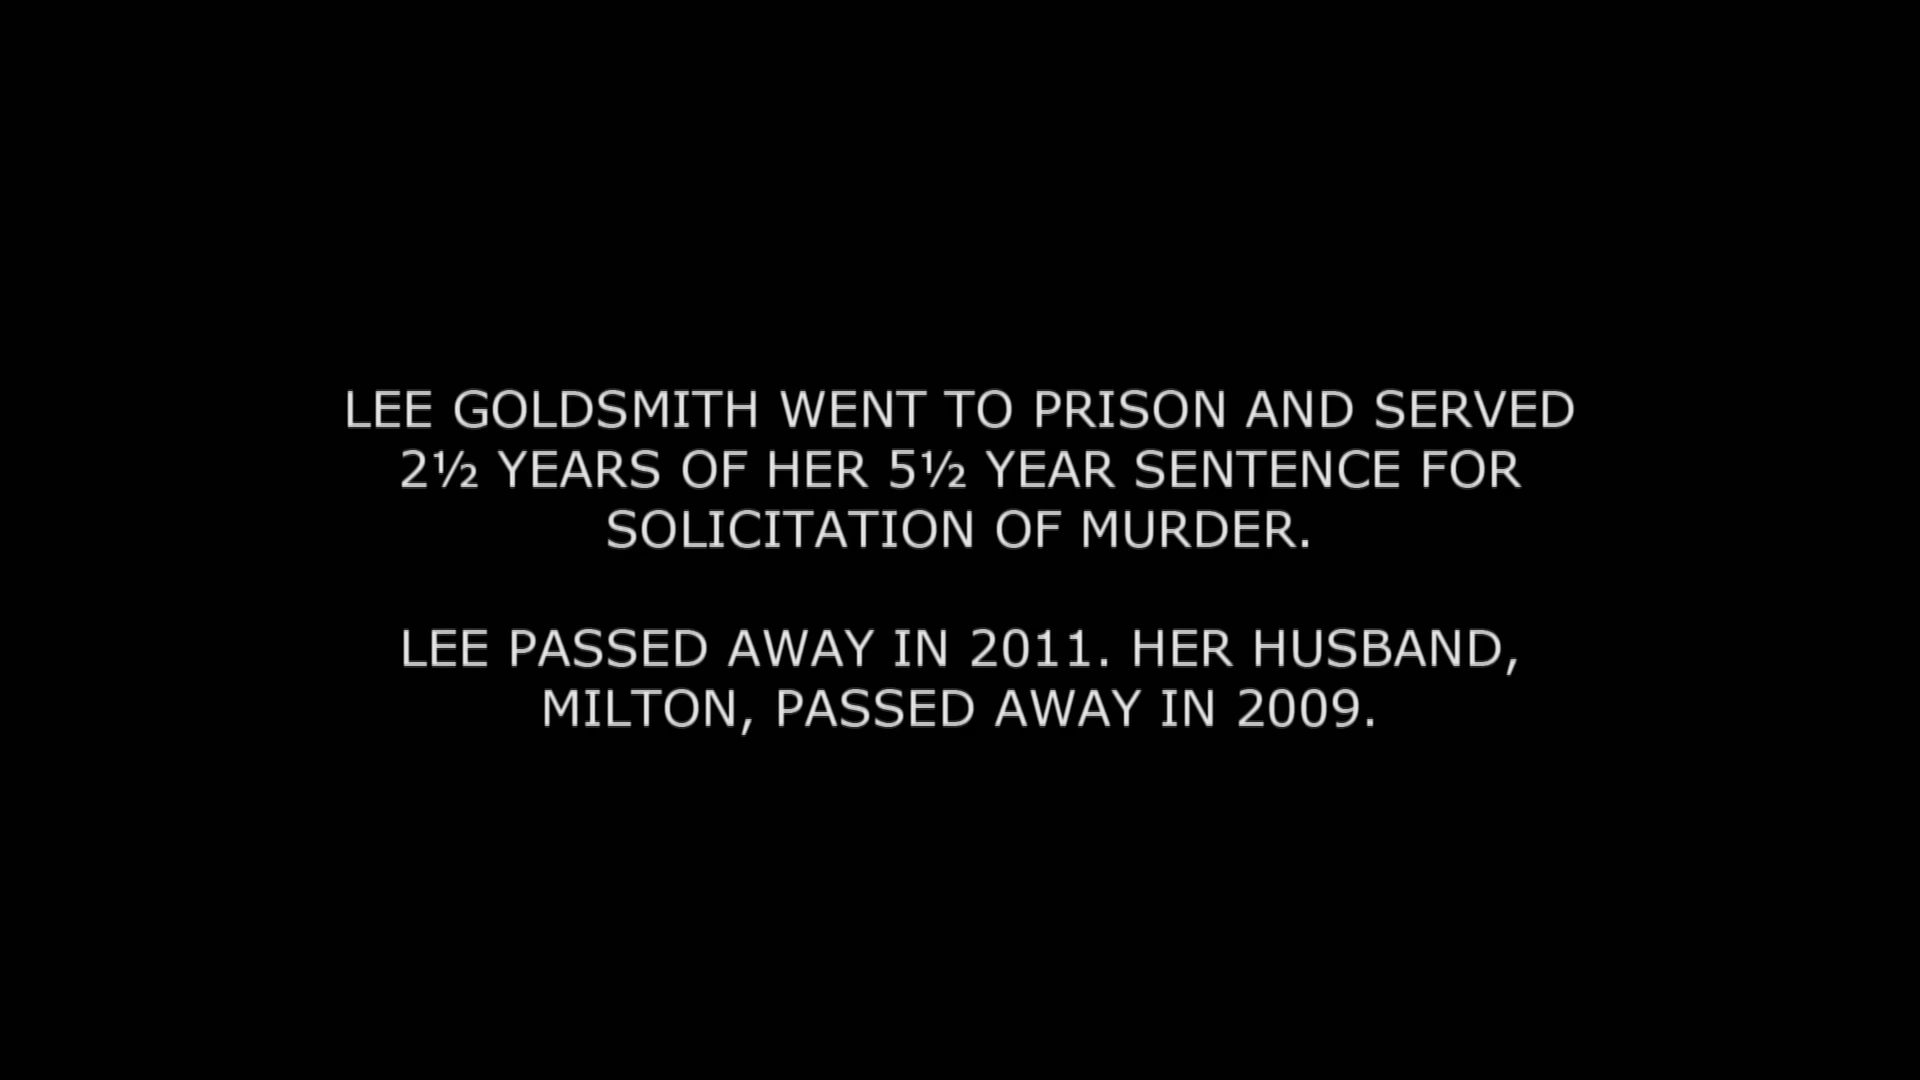 LEE GOLDSMITH WENT TO PRISON AND SERVED
2½ YEARS OF HER 5½ YEAR SENTENCE FOR
SOLICITATION OF MURDER.
LEE PASSED AWAY IN 2011. HER HUSBAND,
MILTON, PASSED AWAY IN 2009.